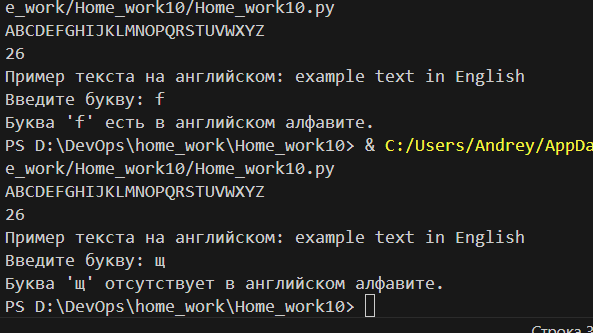 e_work/Home_work10/Home_work10.py
ABCDEFGHIJKLMNOPQRSTUVWXYZ
26
Пример текста на английском: example text in English
Введите букву: f
Буква 'f' есть в английском алфавите.
PS D:\DevOps\home_work\Home_work10> & C:/Users/Andrey/AppDa
e_work/Home_work10/Home_work10.py
ABCDEFGHIJKLMNOPQRSTUVWXYZ
26
Пример текста на английском: example text in English
Введите букву: щ
Буква 'щ' отсутствует в английском алфавите.
PS D:\DevOps\home_work\Home_work10>
Строка 3